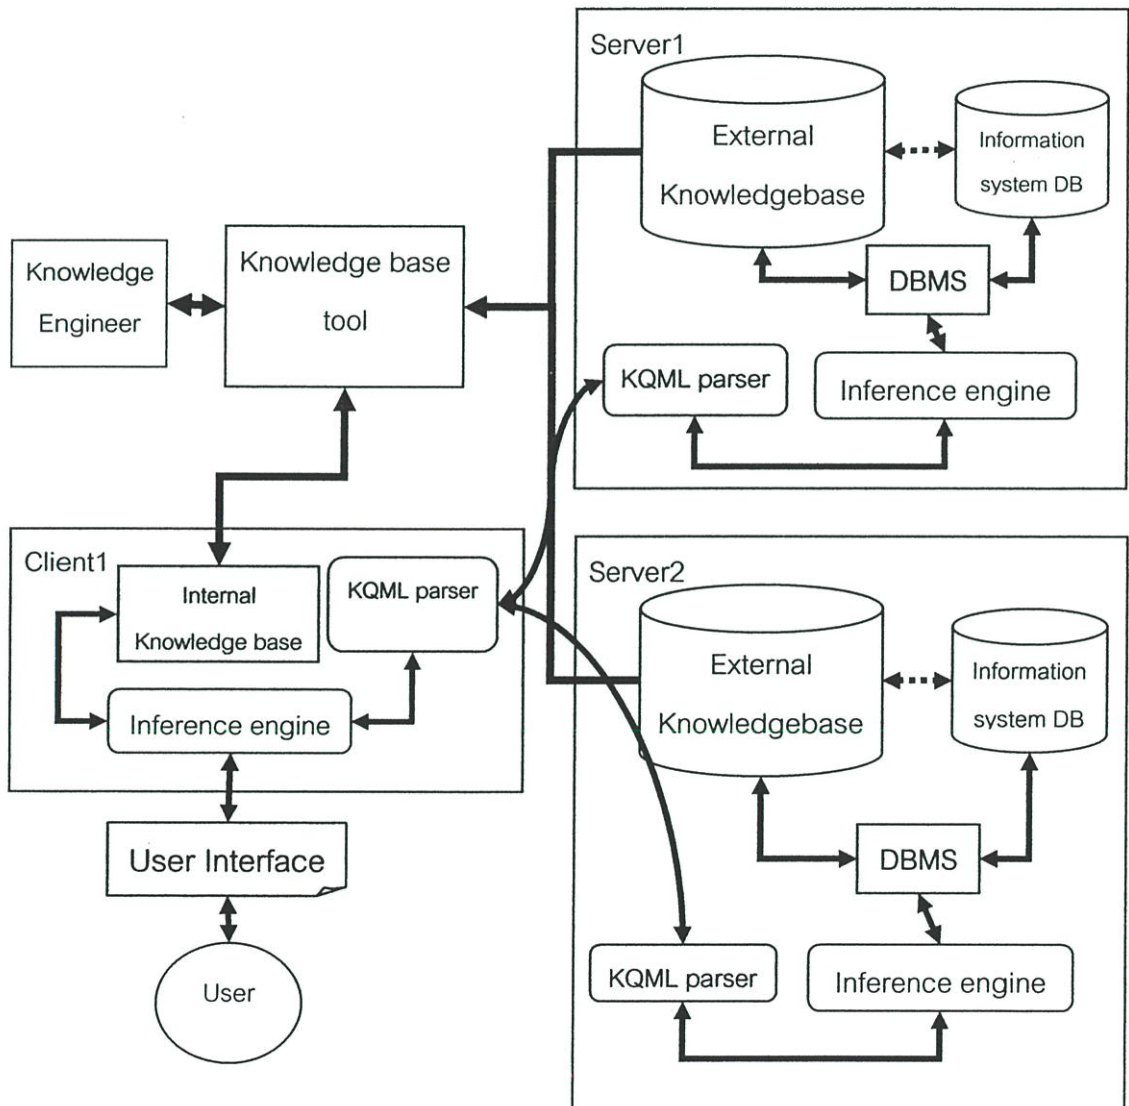 Server1
External
Knowledgebase
Information
system DB
DBMS
KQML parser
Inference engine
Knowledge
Engineer
Knowledge base
tool
Client1
Internal
Knowledge base
KQML parser
Inference engine
User Interface
User
Server2
External
Knowledgebase
Information
system DB
DBMS
KQML parser
Inference engine